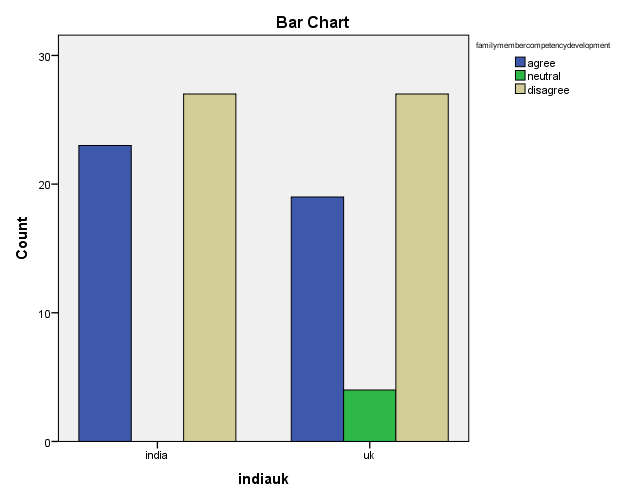 Bar Chart
familymembercompetencydevelopment
agree
neutral
disagree
30
20
10
0
Count
india
uk
indiauk